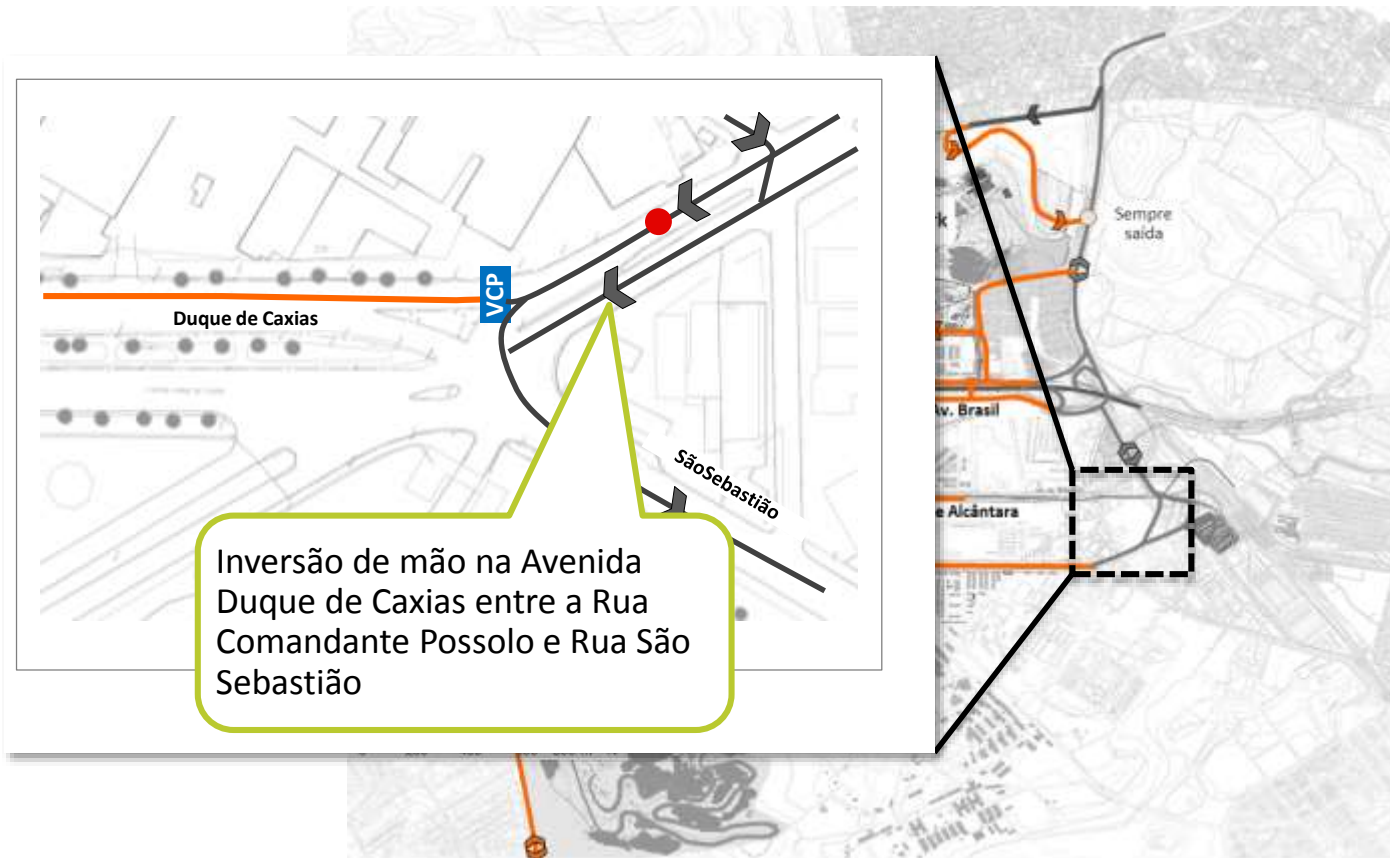 VCP
Duque de Caxias
SãoSebastião
Inversão de mão na Avenida
Duque de Caxias entre a Rua
Comandante Possolo e Rua São
Sebastião
Sempre
saída
Av. Brasil
e Alcântara